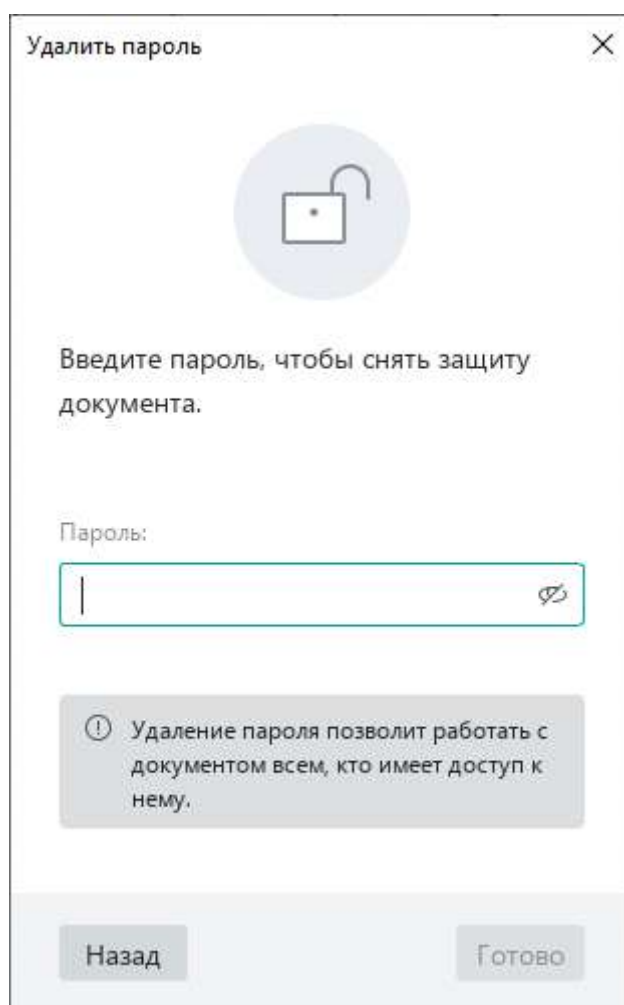 Удалить пароль
Введите пароль, чтобы снять защиту
документа.
Пароль:
Удаление пароля позволит работать с
документом всем, кто имеет доступ к
нему.
Назад
Готово